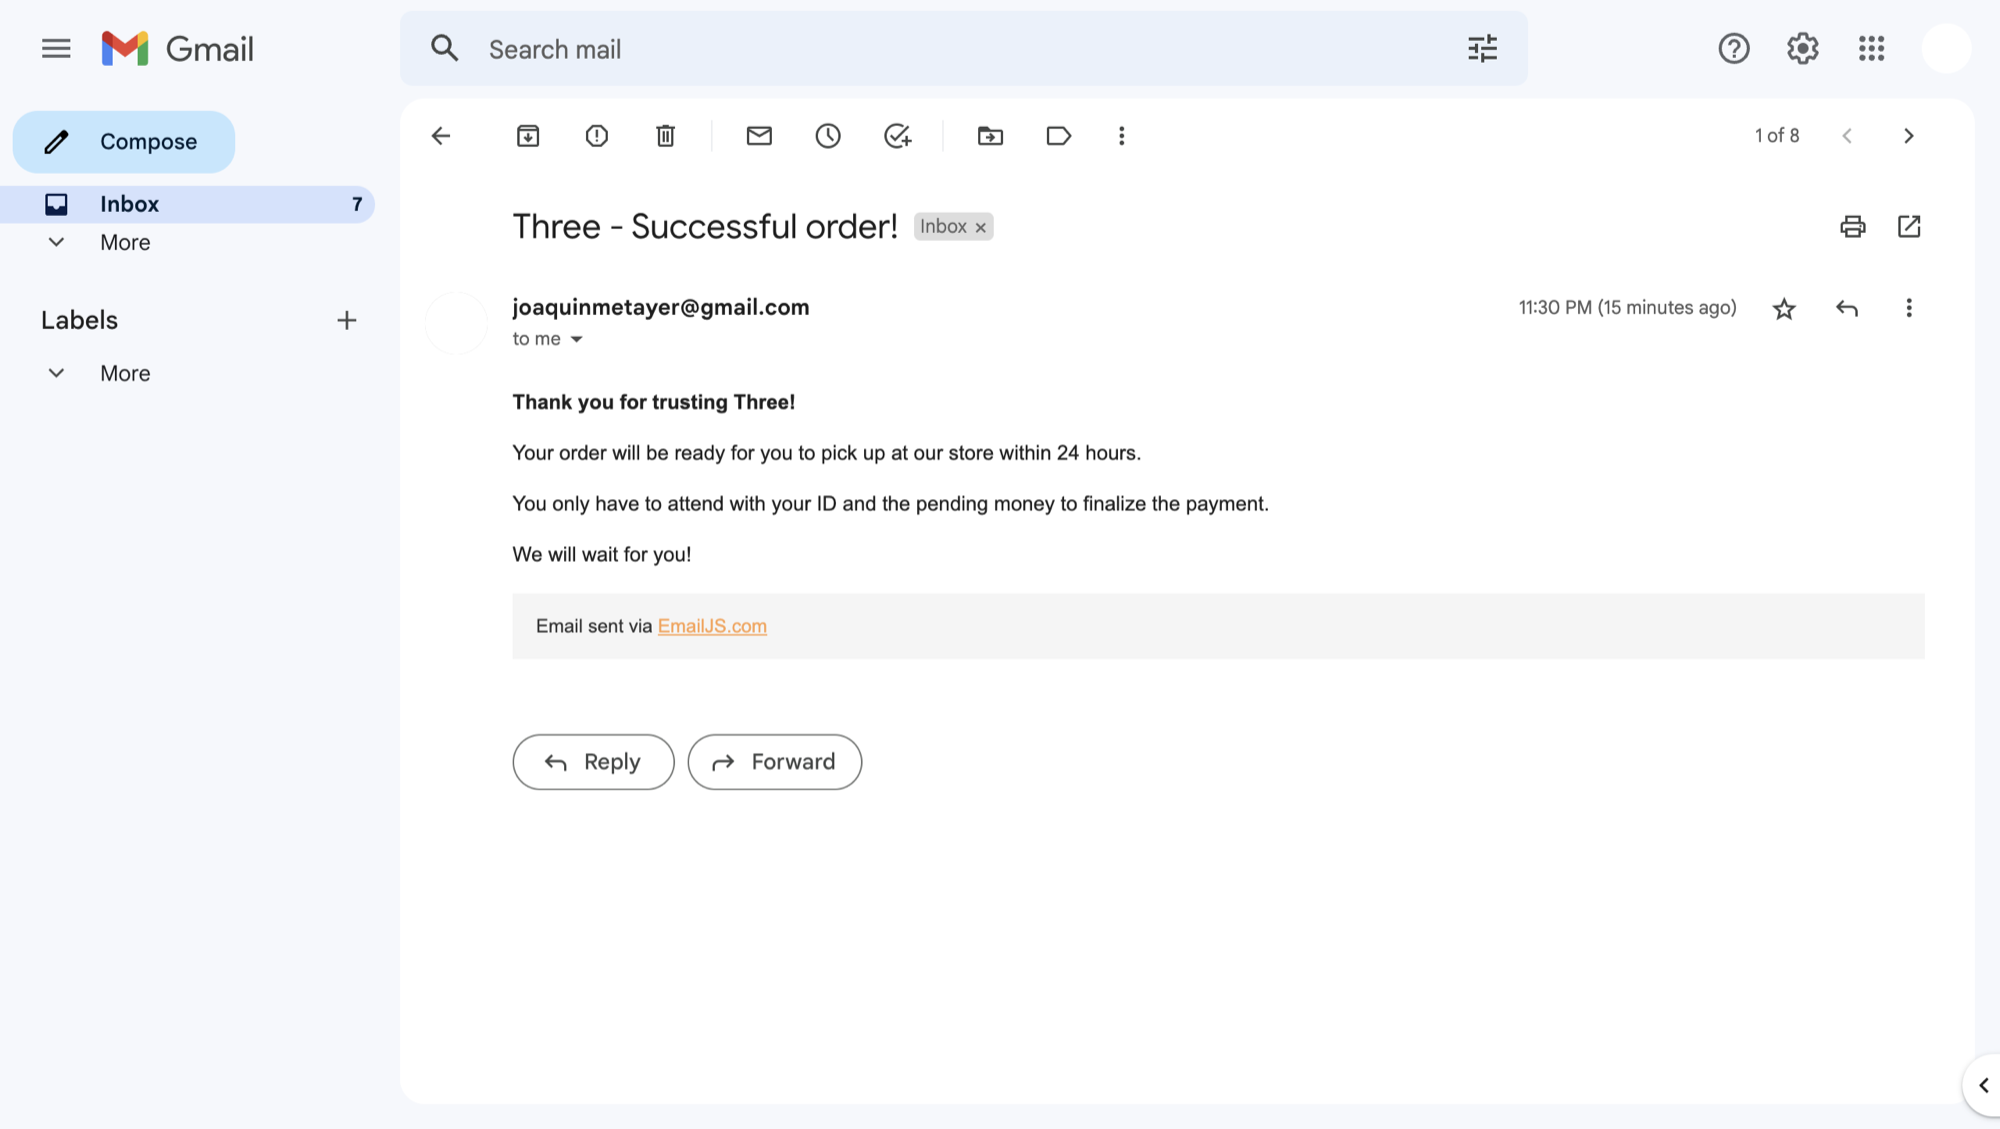 Gmail
Search mail
Compose
1 of 8
Inbox 7
More
Three - Successful order! Inbox ×
Labels
joaquinmetayer@gmail.com 11:30 PM (15 minutes ago)
to me
More
Thank you for trusting Three!
Your order will be ready for you to pick up at our store within 24 hours.
You only have to attend with your ID and the pending money to finalize the payment.
We will wait for you!
Email sent via EmailJS.com
Reply Forward